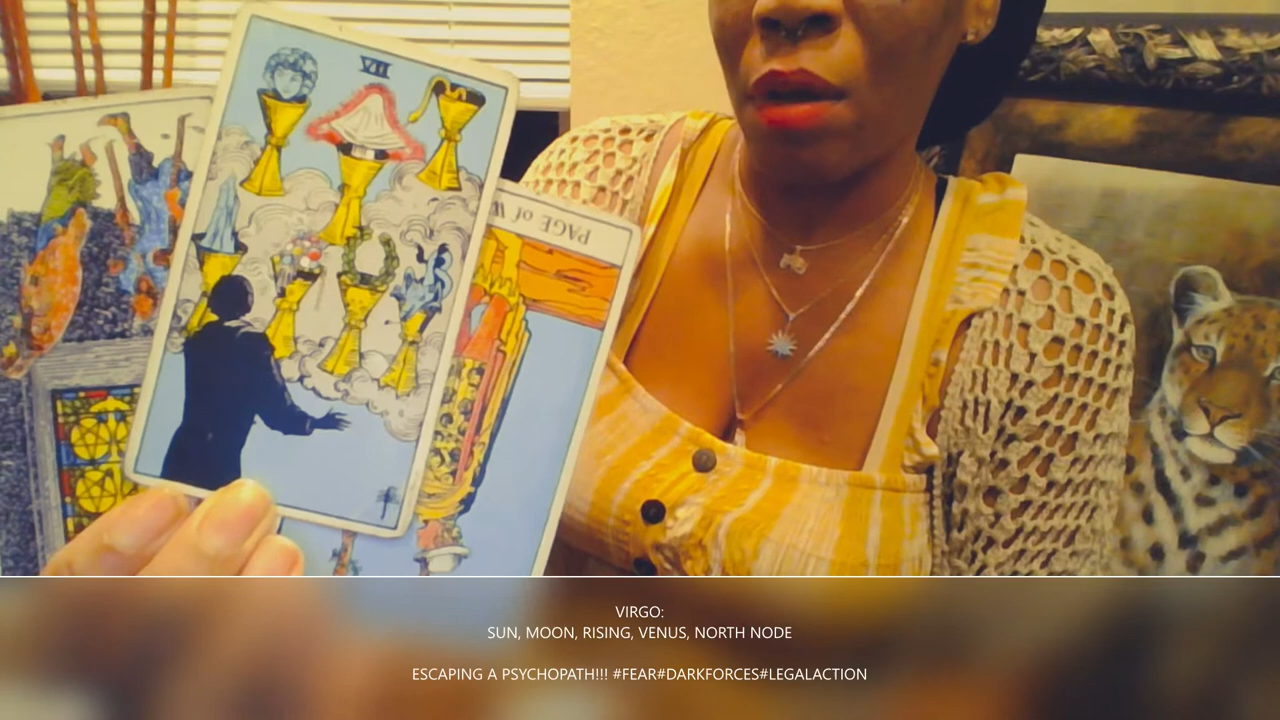 VII
PAGE of W
VIRGO:
SUN, MOON, RISING, VENUS, NORTH NODE
ESCAPING A PSYCHOPATH!!! #FEAR#DARKFORCES#LEGALACTION